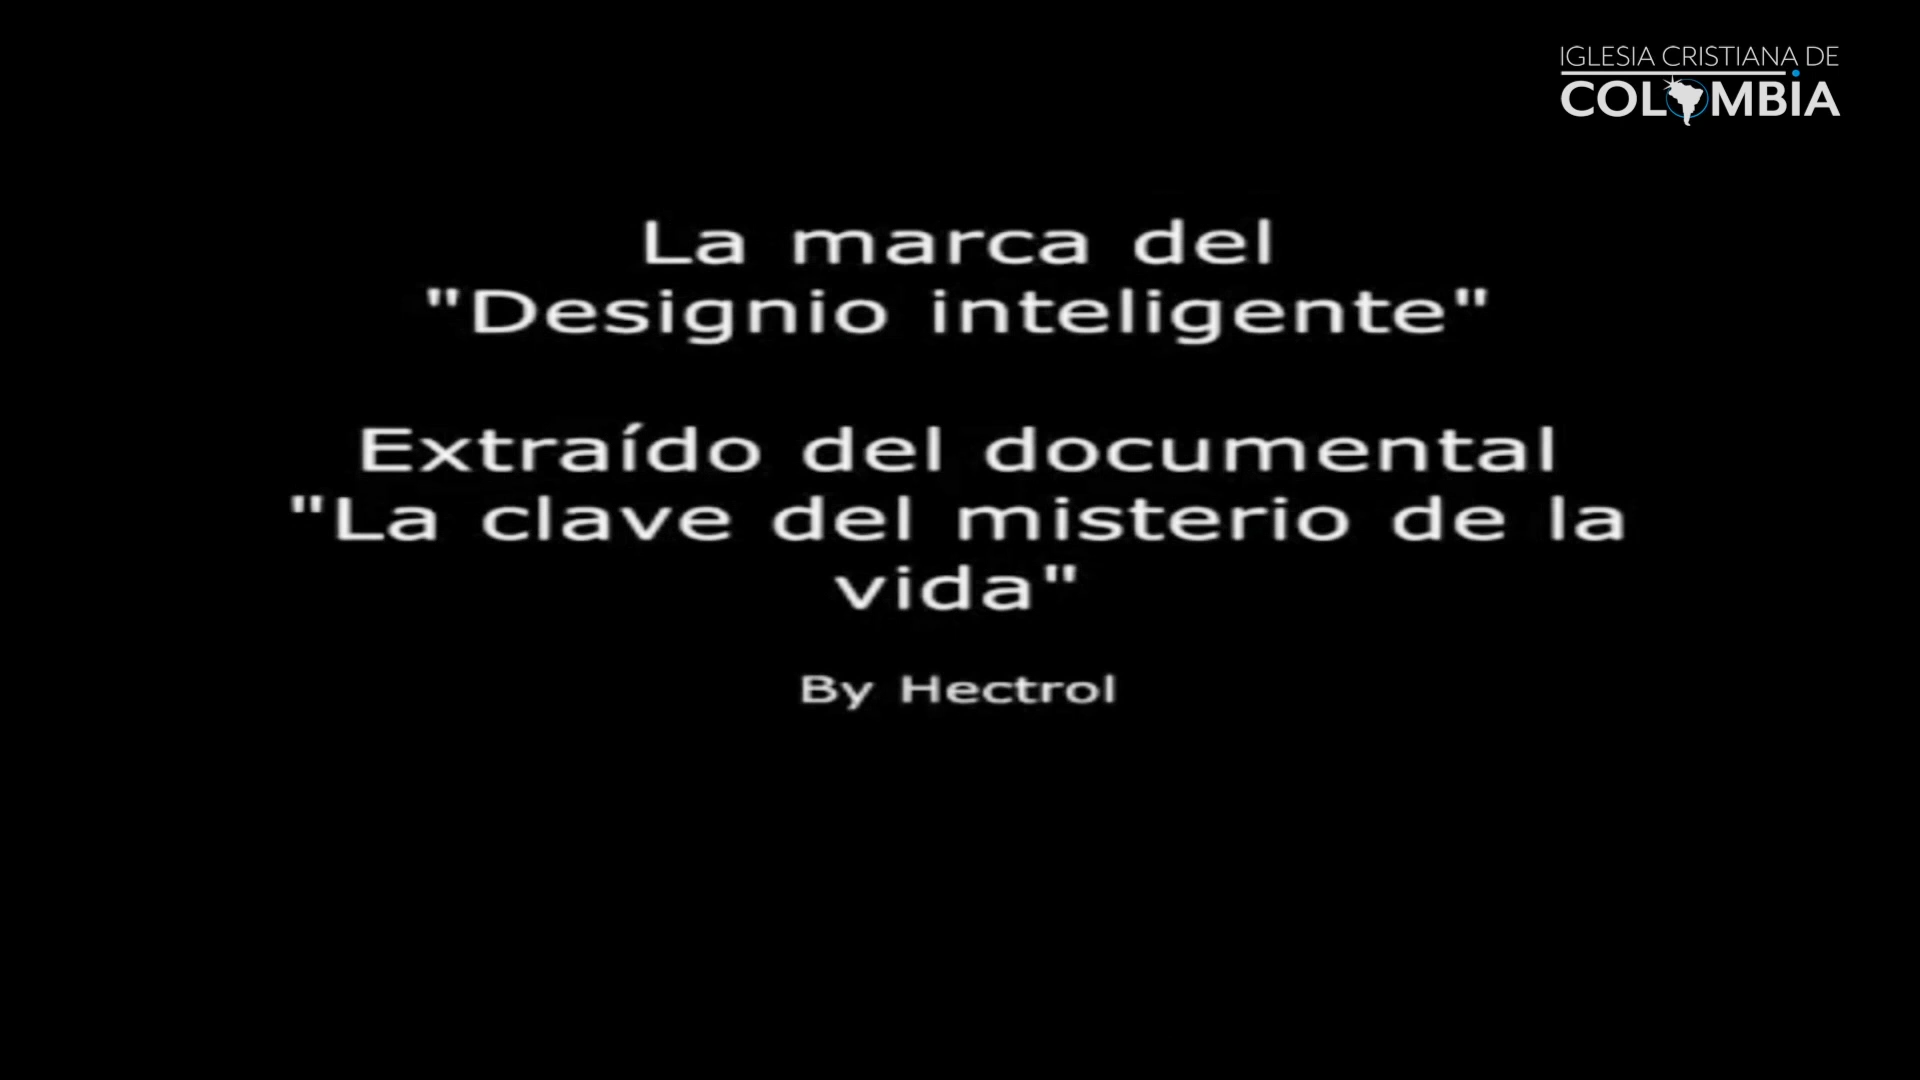 IGLESIA CRISTIANA DE
COLOMBIA
La marca del
"Designio inteligente"
Extraído del documental
"La clave del misterio de la
vida"
By Hectrol